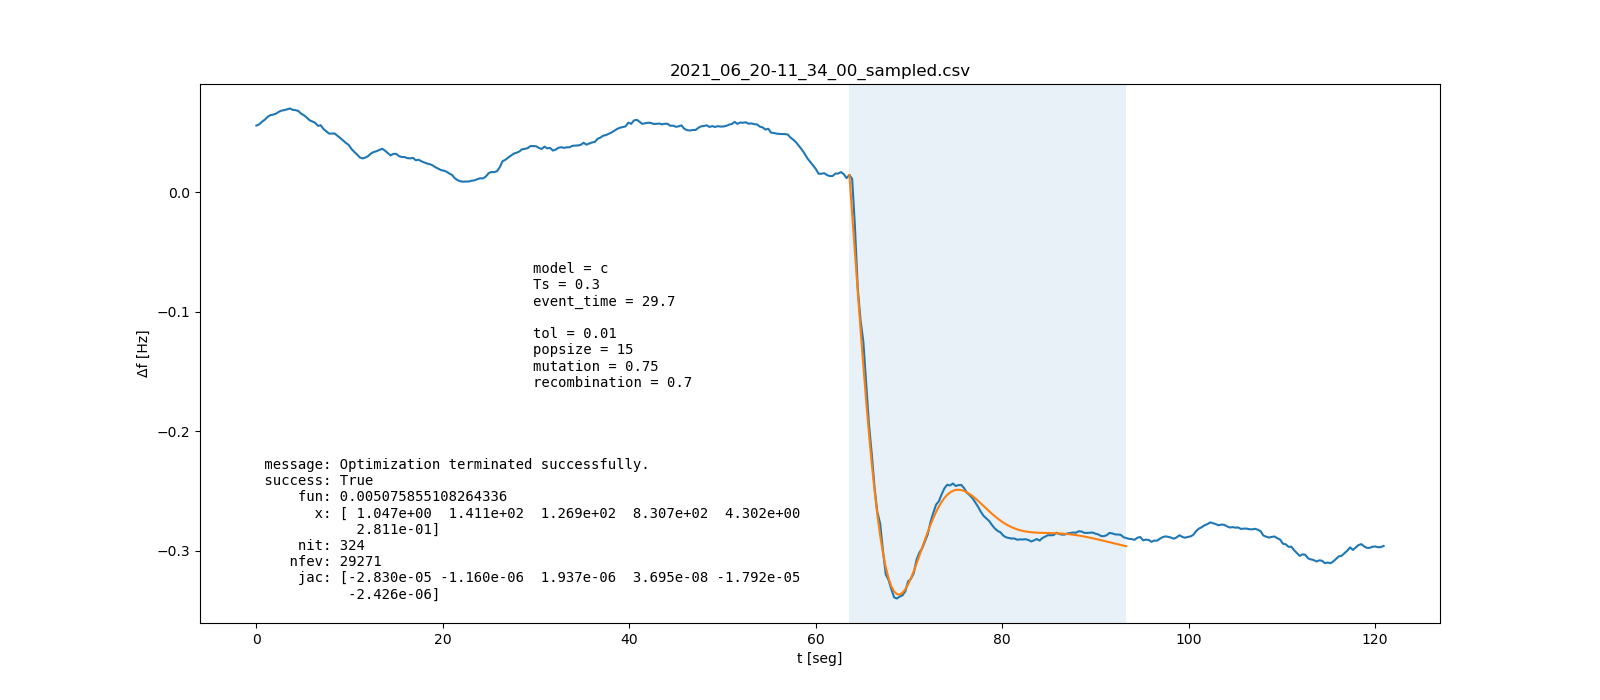 2021_06_20-11_34_00_sampled.csv
Δf [Hz]
0.0
−0.1
−0.2
−0.3
model = c
Ts = 0.3
event_time = 29.7
tol = 0.01
popsize = 15
mutation = 0.75
recombination = 0.7
message: Optimization terminated successfully.
success: True
fun: 0.005075855108264336
x: [ 1.047e+00  1.411e+02  1.269e+02  8.307e+02  4.302e+00
2.811e-01]
nit: 324
nfev: 29271
jac: [-2.830e-05 -1.160e-06  1.937e-06  3.695e-08 -1.792e-05
-2.426e-06]
0 20 40 60 80 100 120
t [seg]